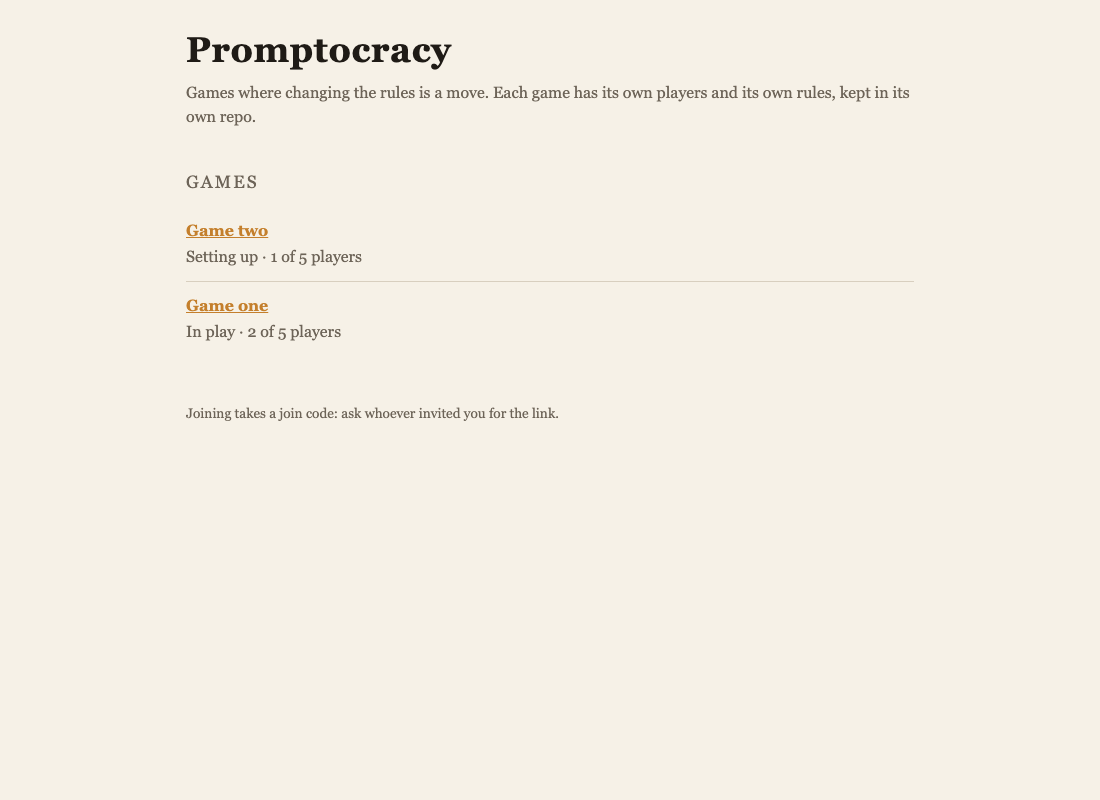 Promptocracy
Games where changing the rules is a move. Each game has its own players and its own rules, kept in its
own repo.
GAMES
Game two
Setting up · 1 of 5 players
Game one
In play · 2 of 5 players
Joining takes a join code: ask whoever invited you for the link.